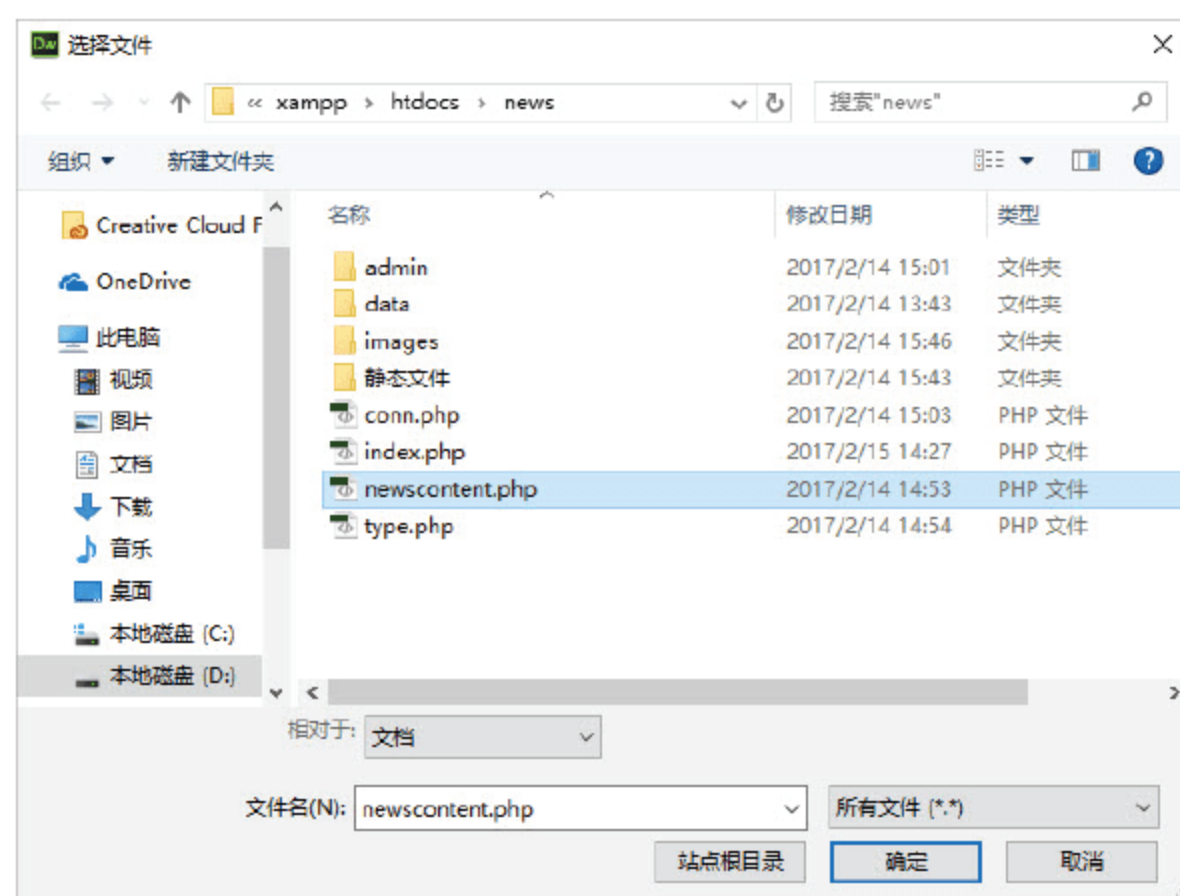 Dw 选择文件
« xampp › htdocs › news 搜索"news"
组织 新建文件夹
名称 修改日期 类型
Creative Cloud F
OneDrive
此电脑
视频
图片
文档
下载
音乐
桌面
本地磁盘 (C:)
本地磁盘 (D:)
admin 2017/2/14 15:01 文件夹
data 2017/2/14 13:43 文件夹
images 2017/2/14 15:46 文件夹
静态文件 2017/2/14 15:43 文件夹
conn.php 2017/2/14 15:03 PHP 文件
index.php 2017/2/15 14:27 PHP 文件
newscontent.php 2017/2/14 14:53 PHP 文件
type.php 2017/2/14 14:54 PHP 文件
相对于: 文档
文件名(N): newscontent.php 所有文件 (*.*)
站点根目录 确定 取消